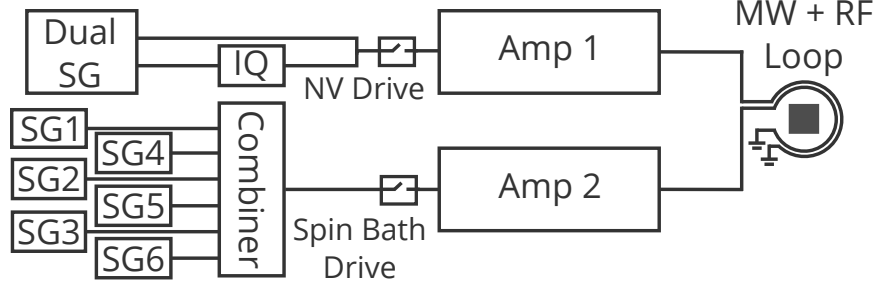 Dual
SG
IQ
NV Drive
Amp 1
MW + RF
Loop
SG1
SG4
SG2
SG5
SG3
SG6
Combiner
Spin Bath
Drive
Amp 2